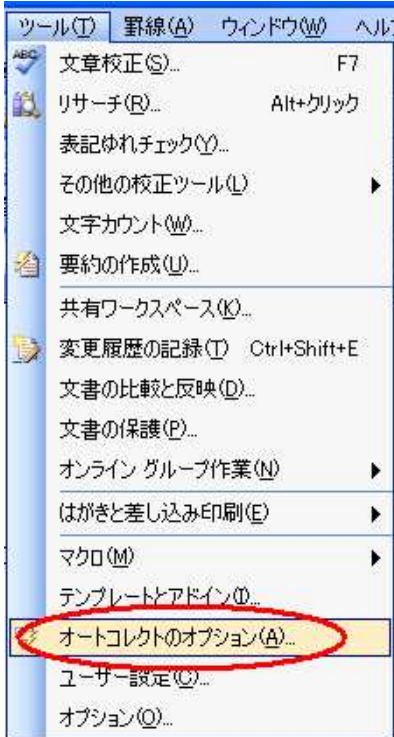 ツール(T) 罫線(A) ウィンドウ(W) ヘル
ABC 文章校正(S)... F7
リサーチ(R)... Alt+クリック
表記ゆれチェック(Y)...
その他の校正ツール(L)
文字カウント(W)...
要約の作成(U)...
共有ワークスペース(K)...
変更履歴の記録(T) Ctrl+Shift+E
文書の比較と反映(D)...
文書の保護(P)...
オンライン グループ作業(N)
はがきと差し込み印刷(E)
マクロ(M)
テンプレートとアドイン(I)...
オートコレクトのオプション(A)...
ユーザー設定(C)...
オプション(O)...